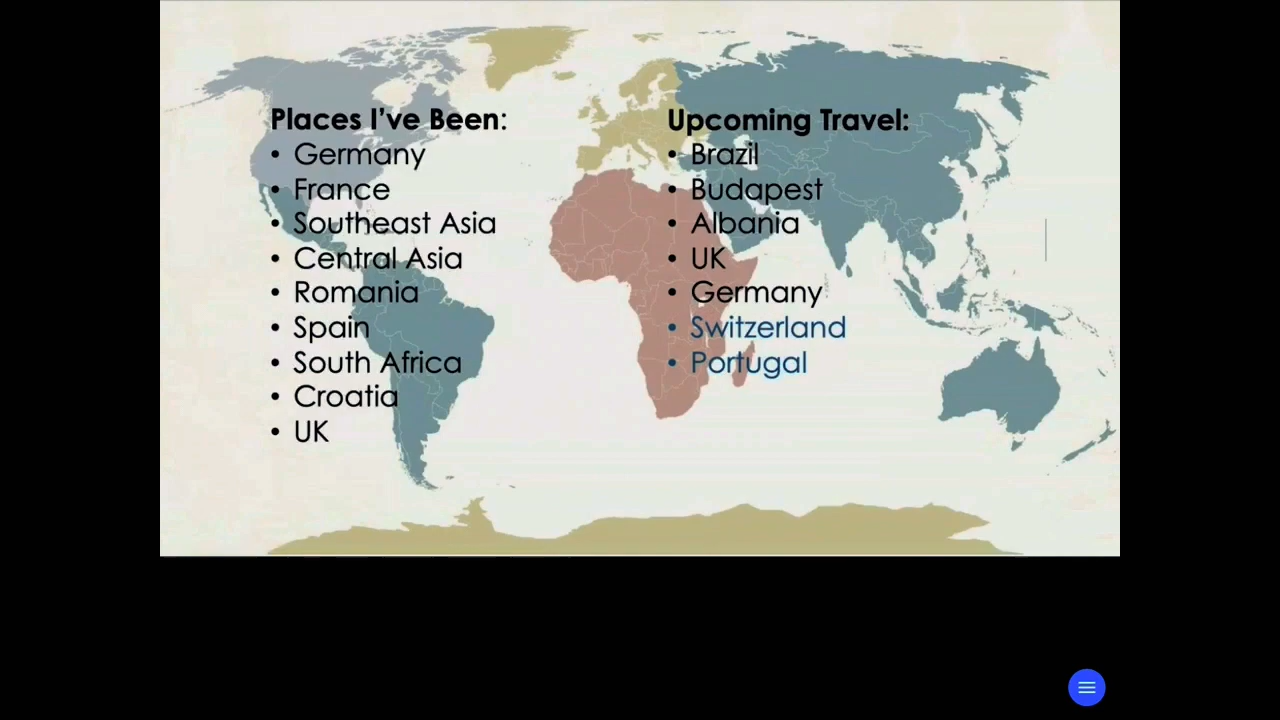 Places I've Been:
• Germany
• France
• Southeast Asia
• Central Asia
• Romania
• Spain
• South Africa
• Croatia
• UK
Upcoming Travel:
• Brazil
• Budapest
• Albania
• UK
• Germany
• Switzerland
• Portugal